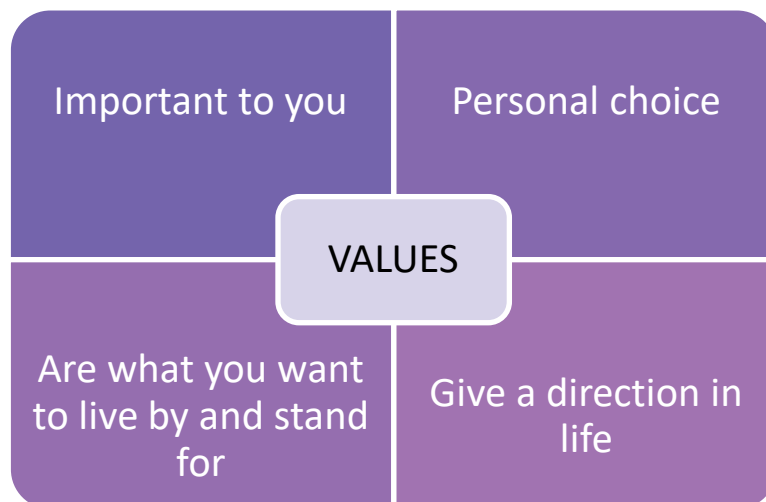 Important to you
Personal choice
VALUES
Are what you want
to live by and stand
for
Give a direction in
life